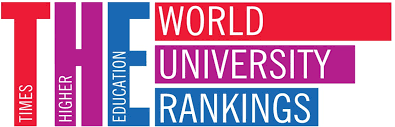 THE
TIMES
HIGHER
EDUCATION
WORLD
UNIVERSITY
RANKINGS